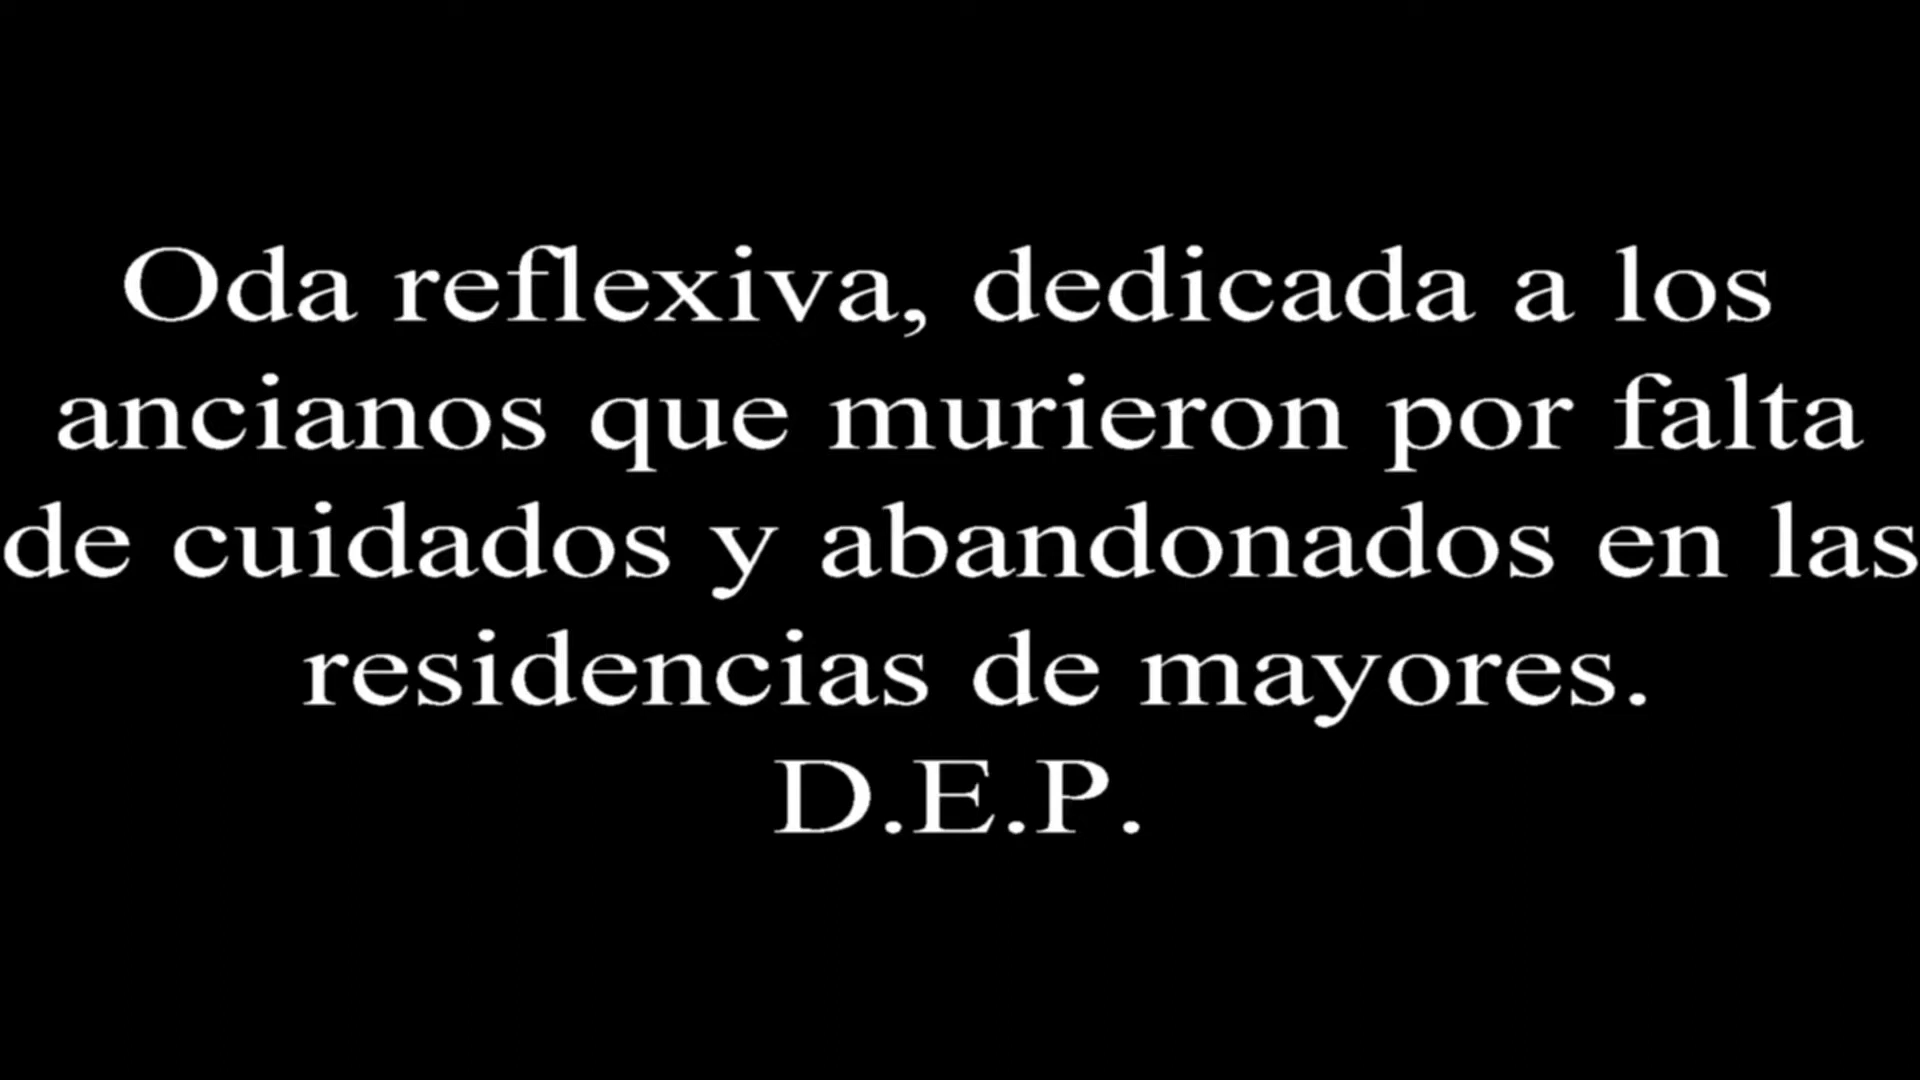 Oda reflexiva, dedicada a los
ancianos que murieron por falta
de cuidados y abandonados en las
residencias de mayores.
D.E.P.